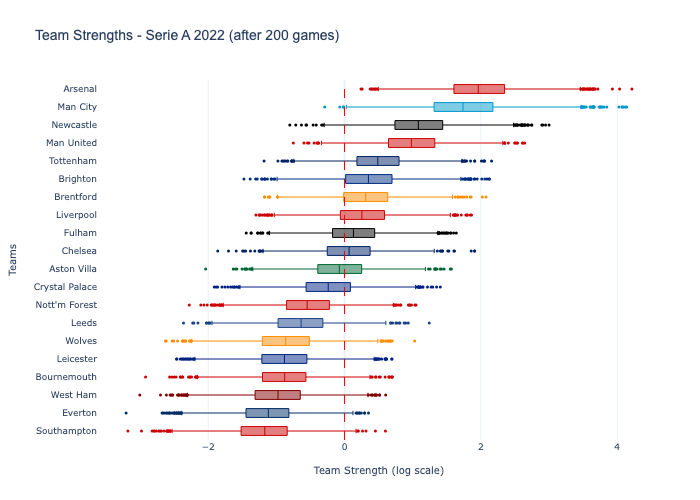 Team Strengths - Serie A 2022 (after 200 games)
Arsenal
Man City
Newcastle
Man United
Tottenham
Brighton
Brentford
Liverpool
Fulham
Chelsea
Aston Villa
Crystal Palace
Nott'm Forest
Leeds
Wolves
Leicester
Bournemouth
West Ham
Everton
Southampton
Teams
−2 0 2 4
Team Strength (log scale)